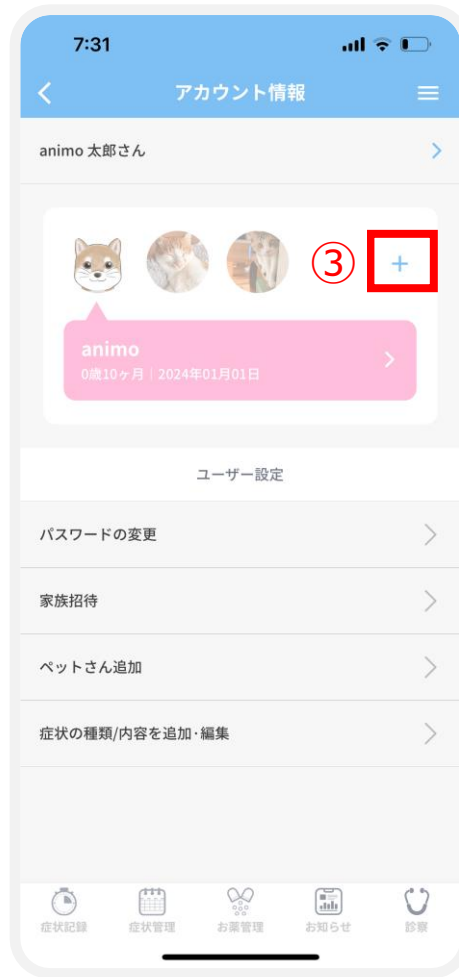 7:31
アカウント情報
animo 太郎さん
③
+
animo
0歳10ヶ月｜2024年01月01日
ユーザー設定
パスワードの変更
家族招待
ペットさん追加
症状の種類/内容を追加･編集
症状記録 症状管理 お薬管理 お知らせ 診察